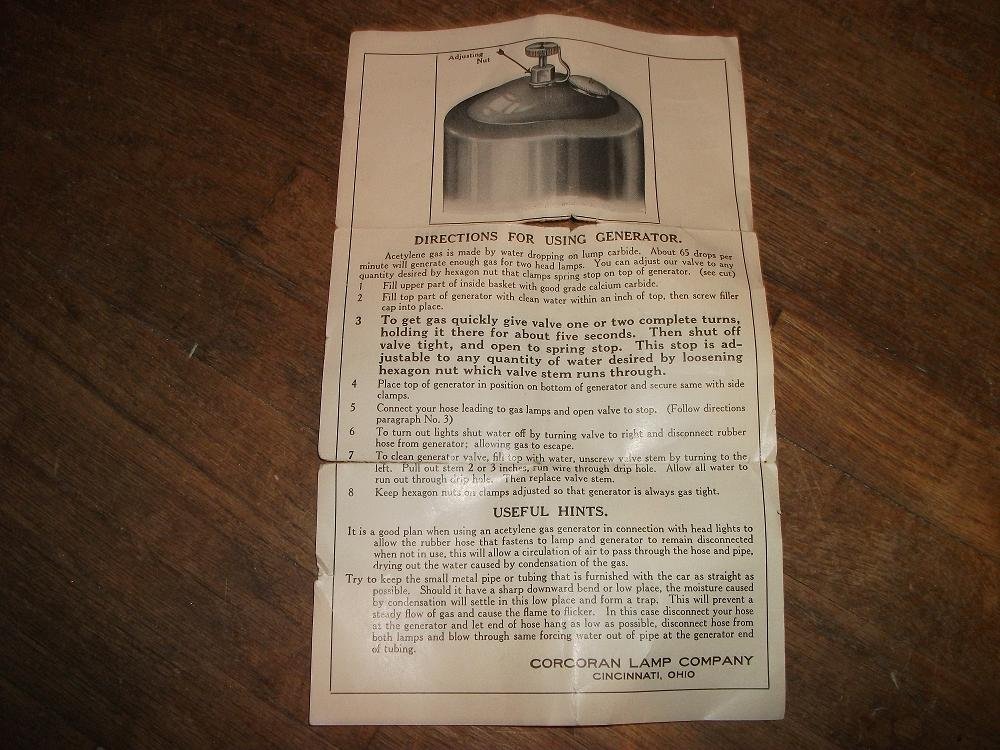 Adjusting
Nut
DIRECTIONS FOR USING GENERATOR.
Acetylene gas is made by water dropping on lump carbide. About 65 drops per
minute will generate enough gas for two head lamps. You can adjust our valve to any
quantity desired by hexagon nut that clamps spring stop on top of generator. (see cut)
1 Fill upper part of inside basket with good grade calcium carbide.
2 Fill top part of generator with clean water within an inch of top, then screw filler
cap into place.
3 To get gas quickly give valve one or two complete turns,
holding it there for about five seconds. Then shut off
valve tight, and open to spring stop. This stop is ad-
justable to any quantity of water desired by loosening
hexagon nut which valve stem runs through.
4 Place top of generator in position on bottom of generator and secure same with side
clamps.
5 Connect your hose leading to gas lamps and open valve to stop. (Follow directions
paragraph No. 3)
6 To turn out lights shut water off by turning valve to right and disconnect rubber
hose from generator; allowing gas to escape.
7 To clean generator valve, fill top with water, unscrew valve stem by turning to the
left. Pull out stem 2 or 3 inches, run wire through drip hole. Allow all water to
run out through drip hole. Then replace valve stem.
8 Keep hexagon nuts on clamps adjusted so that generator is always gas tight.
USEFUL HINTS.
It is a good plan when using an acetylene gas generator in connection with head lights to
allow the rubber hose that fastens to lamp and generator to remain disconnected
when not in use, this will allow a circulation of air to pass through the hose and pipe,
drying out the water caused by condensation of the gas.
Try to keep the small metal pipe or tubing that is furnished with the car as straight as
possible. Should it have a sharp downward bend or low place, the moisture caused
by condensation will settle in this low place and form a trap. This will prevent a
steady flow of gas and cause the flame to flicker. In this case disconnect your hose
at the generator and let end of hose hang as low as possible, disconnect hose from
both lamps and blow through same forcing water out of pipe at the generator end
of tubing.
CORCORAN LAMP COMPANY
CINCINNATI, OHIO